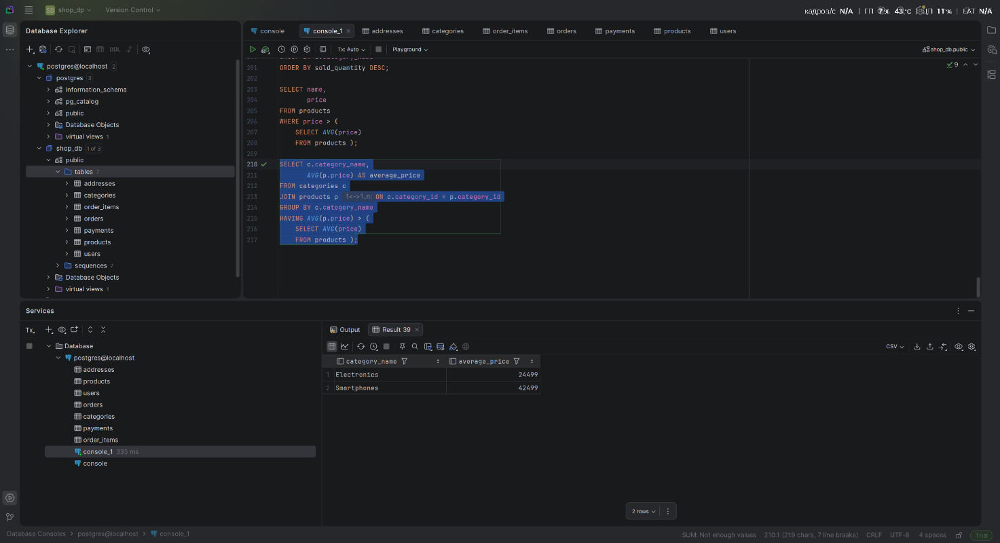 SD shop_dp Version Control
кадров/с N/A | ГП 7% 43°C | ЦП 11% | БАТ N/A
Database Explorer
DDL
postgres@localhost 2
postgres 3
information_schema
pg_catalog
public
Database Objects
virtual views 1
shop_db 1 of 3
public
tables 7
addresses
categories
order_items
orders
payments
products
users
sequences 7
Database Objects
virtual views 1
console console_1 addresses categories order_items orders payments products users
Tx: Auto Playground shop_db.public
9
201 ORDER BY sold_quantity DESC;
202
203 SELECT name,
204 price
205 FROM products
206 WHERE price > (
207 SELECT AVG(price)
208 FROM products );
209
210 SELECT c.category_name,
211 AVG(p.price) AS average_price
212 FROM categories c
213 JOIN products p 1<->1..n: ON c.category_id = p.category_id
214 GROUP BY c.category_name
215 HAVING AVG(p.price) > (
216 SELECT AVG(price)
217 FROM products );
Services
Tx
Database
postgres@localhost
addresses
products
users
orders
categories
payments
order_items
console_1 335 ms
console
Output Result 39
CSV
category_name average_price
1 Electronics 24499
2 Smartphones 42499
2 rows
Database Consoles > postgres@localhost > console_1
SUM: Not enough values 210:1 (219 chars, 7 line breaks) CRLF UTF-8 4 spaces Trial